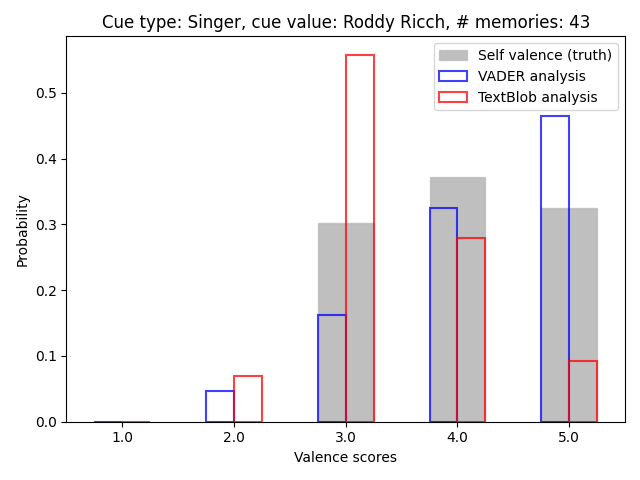 Cue type: Singer, cue value: Roddy Ricch, # memories: 43
Self valence (truth)
VADER analysis
TextBlob analysis
Probability
0.5
0.4
0.3
0.2
0.1
0.0
1.0 2.0 3.0 4.0 5.0
Valence scores